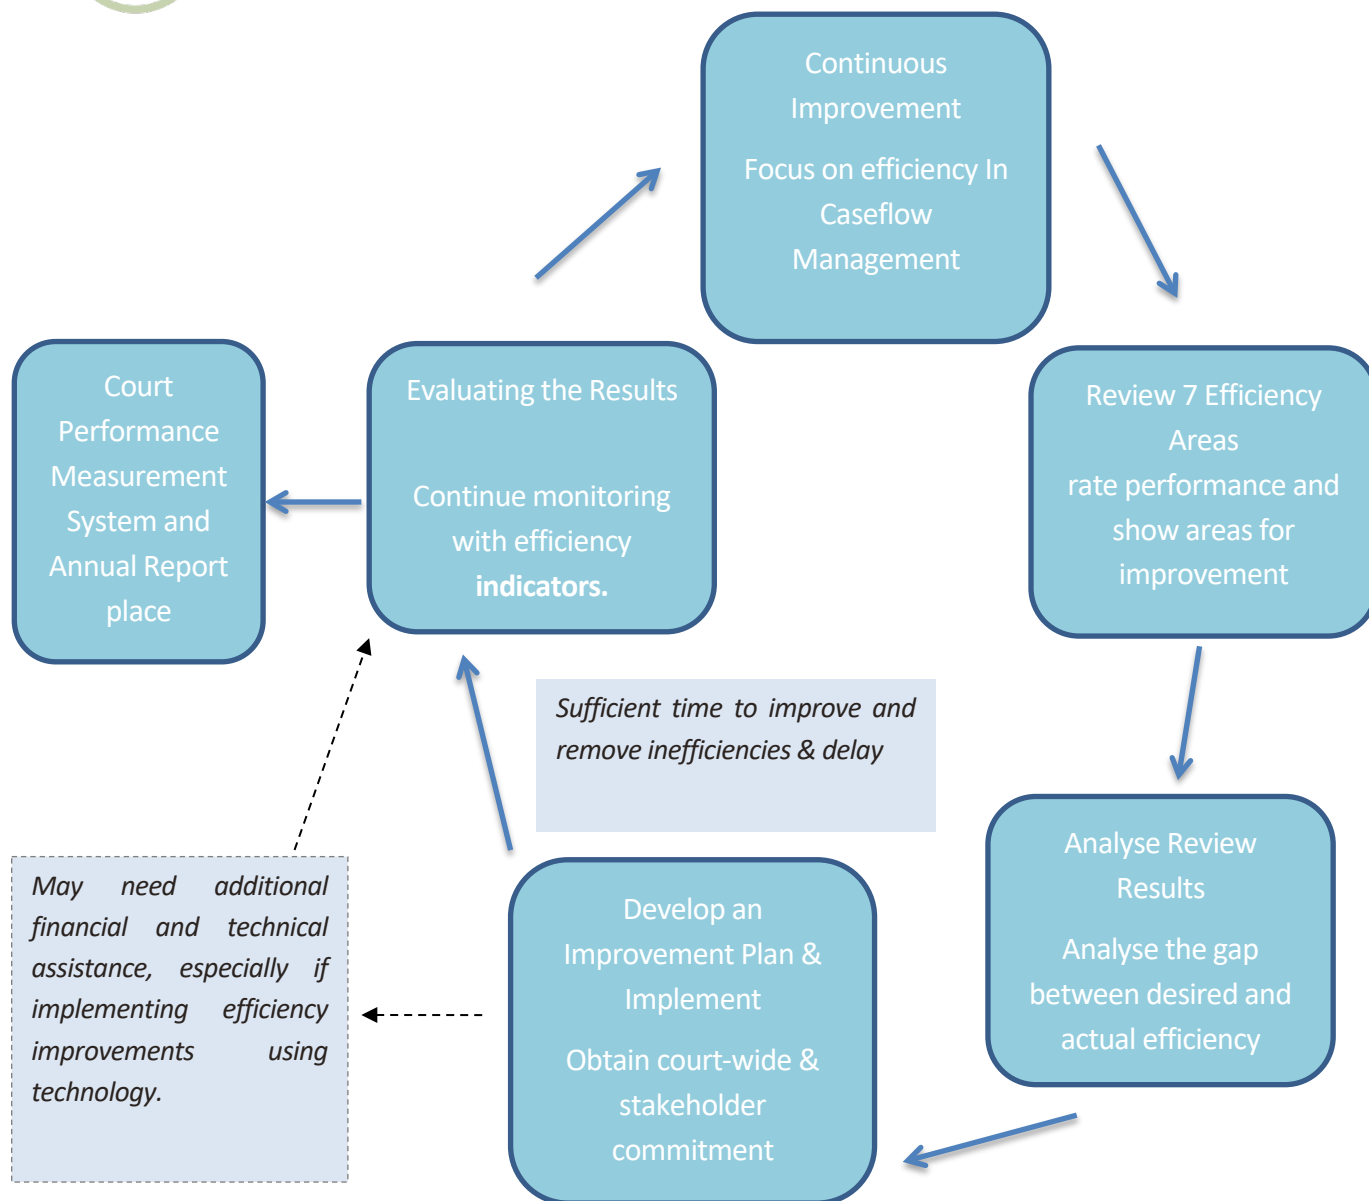 Continuous
Improvement
Focus on efficiency In
Caseflow
Management
Review 7 Efficiency
Areas
rate performance and
show areas for
improvement
Analyse Review
Results
Analyse the gap
between desired and
actual efficiency
Develop an
Improvement Plan &
Implement
Obtain court-wide &
stakeholder
commitment
Sufficient time to improve and
remove inefficiencies & delay
May need additional
financial and technical
assistance, especially if
implementing efficiency
improvements using
technology.
Evaluating the Results
Continue monitoring
with efficiency
indicators.
Court
Performance
Measurement
System and
Annual Report
place